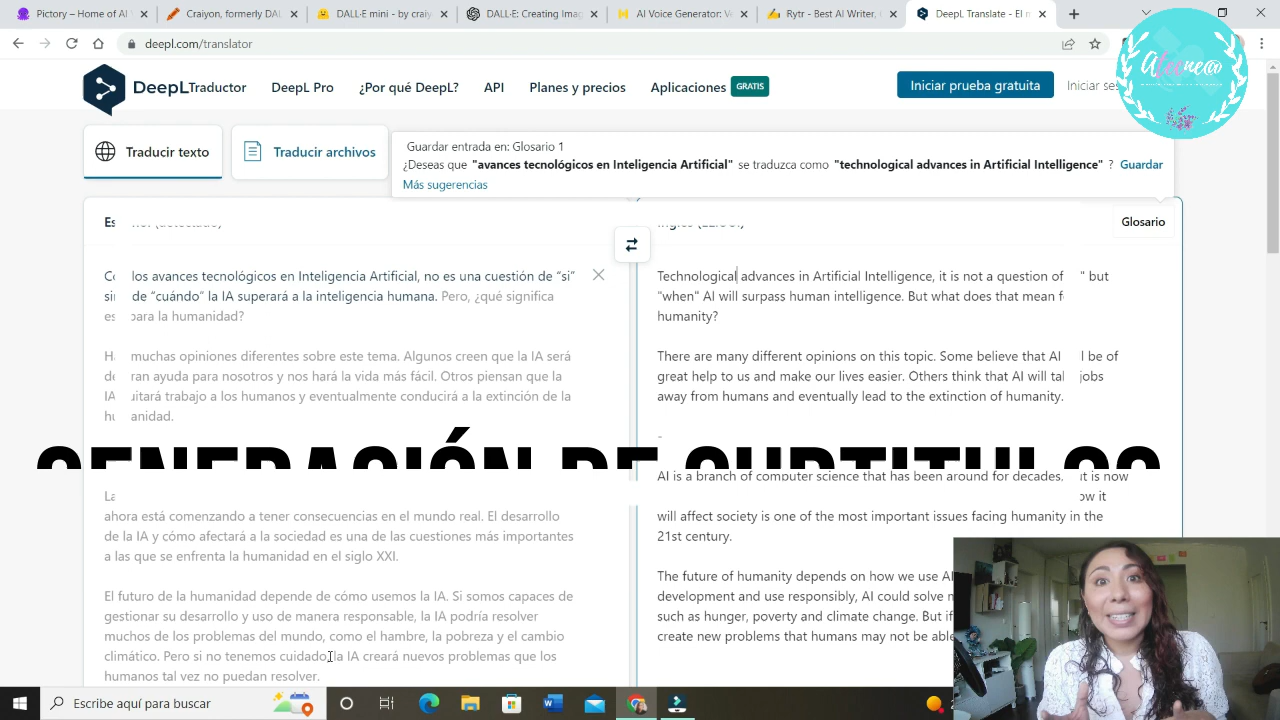 Pictory - Home
Crayon, formerly DALL
DALL·E mini - by craiy
DALL·E: Creating Imag
AI Voice Generator: Ve
Rytr - Best AI Writer,
DeepL Translate - El m
deepl.com/translator
DeepL Traductor
DeepL Pro
¿Por qué DeepL?
API
Planes y precios
Aplicaciones
GRATIS
Iniciar prueba gratuita
Iniciar
Traducir texto
Traducir archivos
Guardar entrada en: Glosario 1
¿Deseas que "avances tecnológicos en Inteligencia Artificial" se traduzca como "technological advances in Artificial Intelligence" ? Guardar
Más sugerencias
Glosario
los avances tecnológicos en Inteligencia Artificial, no es una cuestión de “si”
de “cuándo” la IA superará a la inteligencia humana. Pero, ¿qué significa
para la humanidad?
muchas opiniones diferentes sobre este tema. Algunos creen que la IA será
ran ayuda para nosotros y nos hará la vida más fácil. Otros piensan que la
IA uitará trabajo a los humanos y eventualmente conducirá a la extinción de la
hu nidad.
La
ahora está comenzando a tener consecuencias en el mundo real. El desarrollo
de la IA y cómo afectará a la sociedad es una de las cuestiones más importantes
a las que se enfrenta la humanidad en el siglo XXI.
El futuro de la humanidad depende de cómo usemos la IA. Si somos capaces de
gestionar su desarrollo y uso de manera responsable, la IA podría resolver
muchos de los problemas del mundo, como el hambre, la pobreza y el cambio
climático. Pero si no tenemos cuidado, la IA creará nuevos problemas que los
humanos tal vez no puedan resolver.
Technological advances in Artificial Intelligence, it is not a question of " but
"when" AI will surpass human intelligence. But what does that mean f
humanity?
There are many different opinions on this topic. Some believe that AI l be of
great help to us and make our lives easier. Others think that AI will tak jobs
away from humans and eventually lead to the extinction of humanity.
-
AI is a branch of computer science that has been around for decades. ut is now
ow it
will affect society is one of the most important issues facing humanity in the
21st century.
The future of humanity depends on how we use AI
development and use responsibly, AI could solve
such as hunger, poverty and climate change. But if
create new problems that humans may not be able
GENERACIÓN DE SUBTITULOS
Escribe aquí para buscar